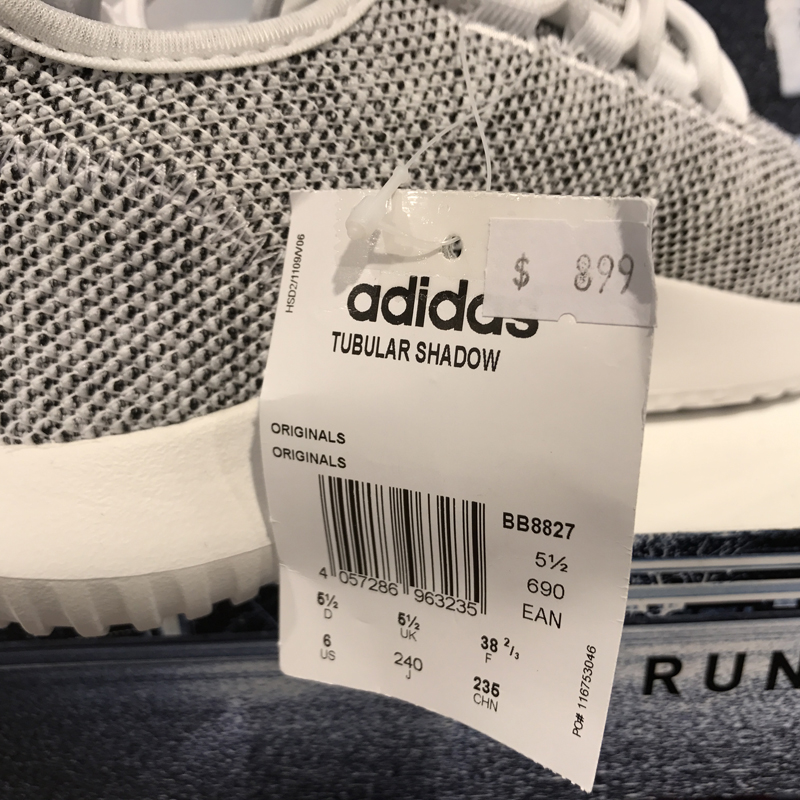 HSD2/1109/V06
$ 899
adidas
TUBULAR SHADOW
ORIGINALS
ORIGINALS
BB8827
5½
690
EAN
4 057286 963235
5½ 5½ 38 2/3
D UK F
6 240 235
US J CHN
PO# 116753046
RUN